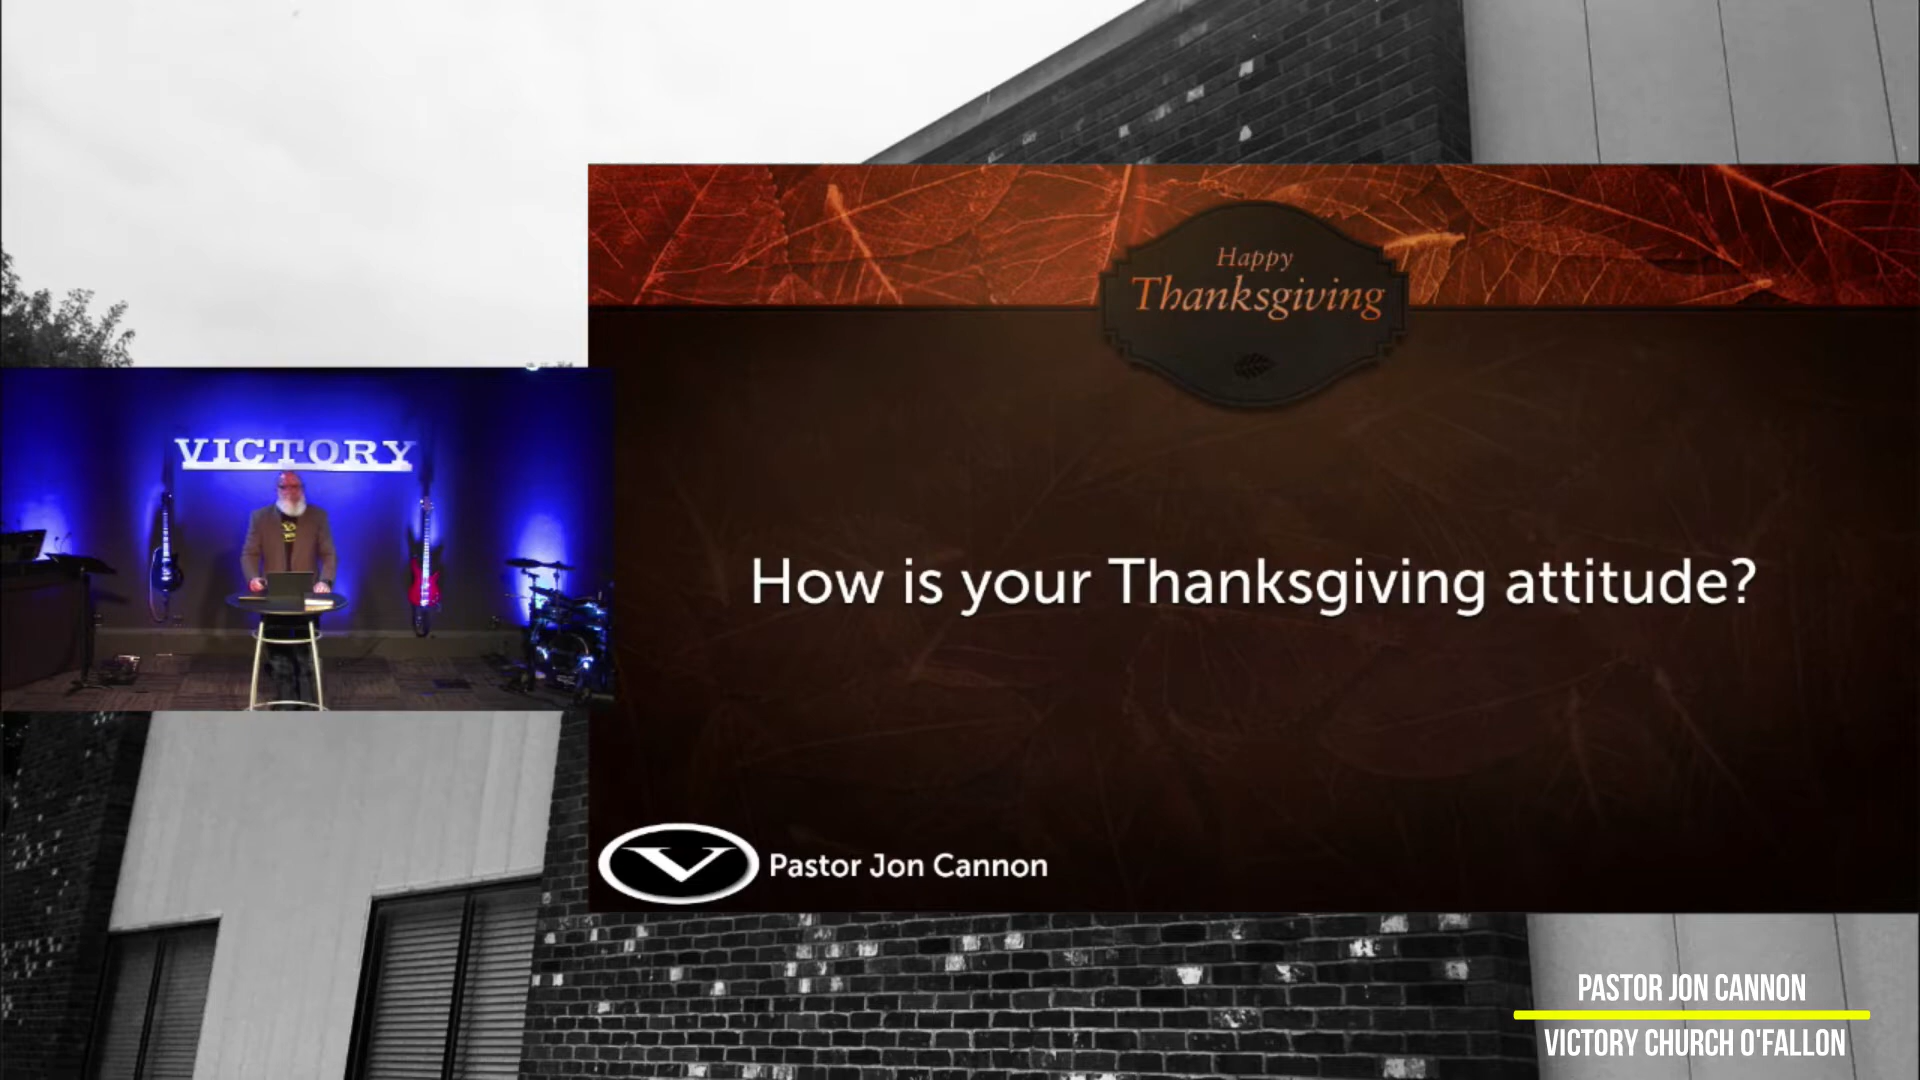 Happy
Thanksgiving
VICTORY
How is your Thanksgiving attitude?
V Pastor Jon Cannon
PASTOR JON CANNON
VICTORY CHURCH O'FALLON